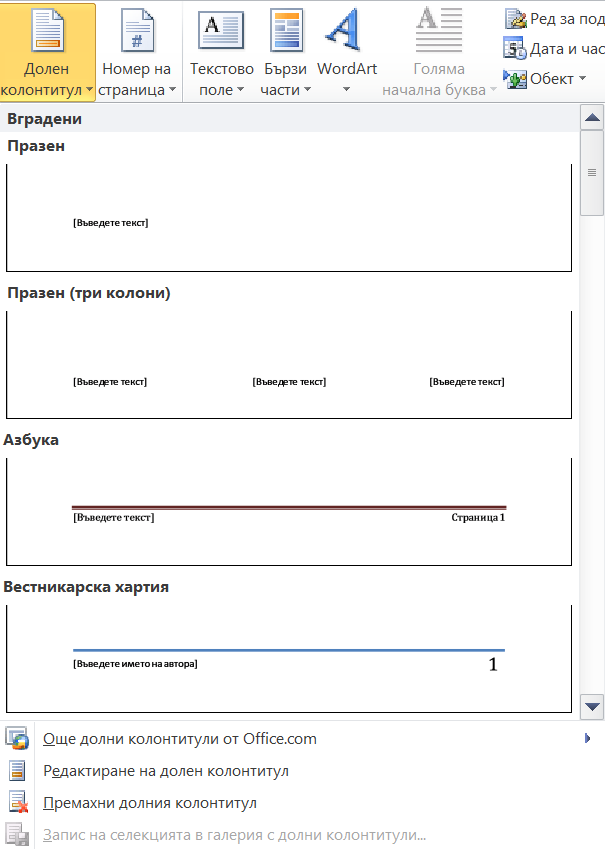 Долен колонтитул
Номер на страница
Текстово поле
Бързи части
WordArt
Голяма начална буква
Ред за под
Дата и час
Обект
Вградени
Празен
[Въведете текст]
Празен (три колони)
[Въведете текст] [Въведете текст] [Въведете текст]
Азбука
[Въведете текст] Страница 1
Вестникарска хартия
[Въведете името на автора] 1
Още долни колонтитули от Office.com
Редактиране на долен колонтитул
Премахни долния колонтитул
Запис на селекцията в галерия с долни колонтитули...